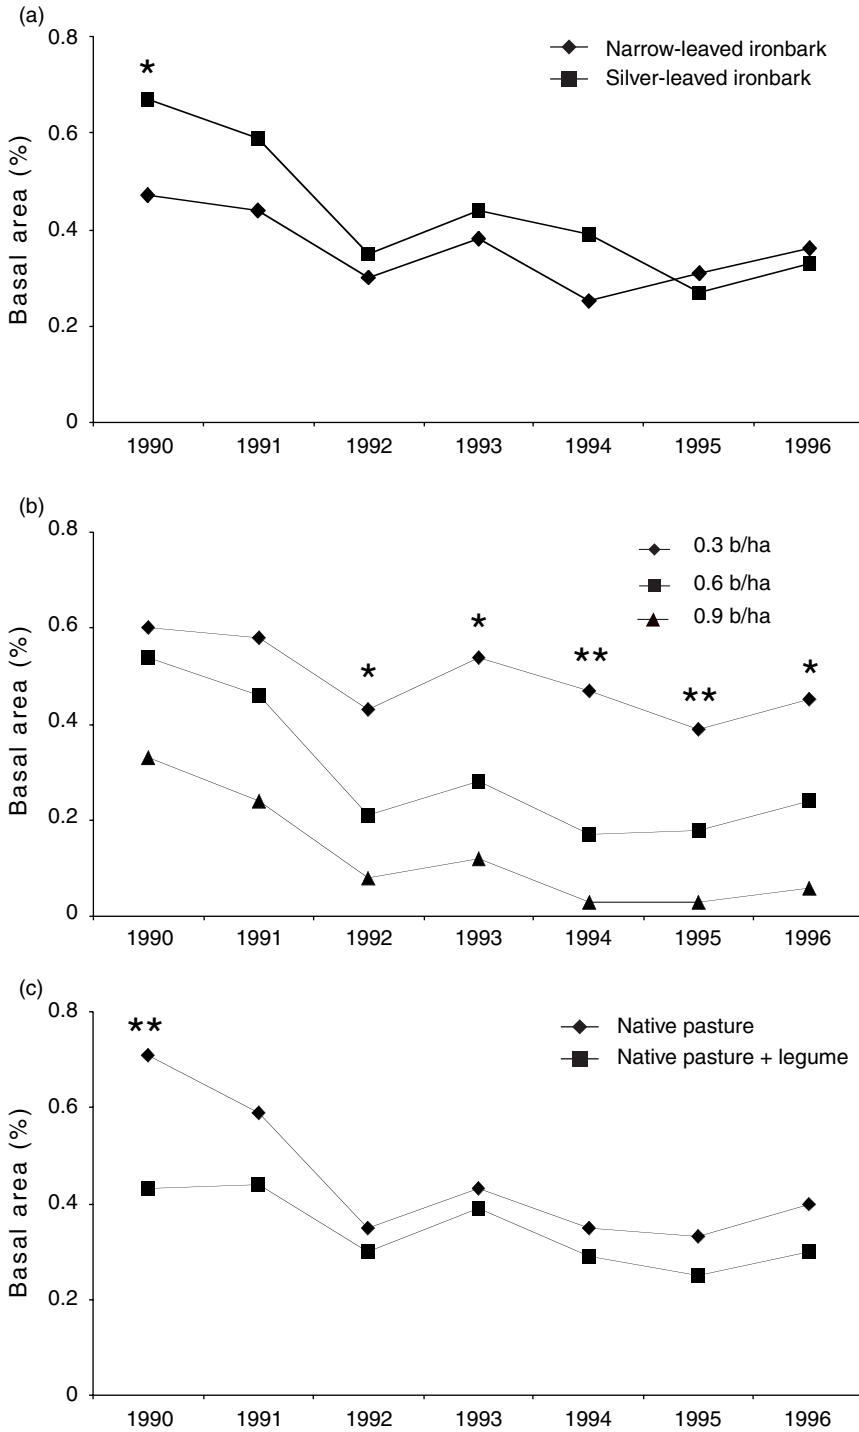 (a)
0.8
Narrow-leaved ironbark
*
Silver-leaved ironbark
0.6
Basal area (%)
0.4
0.2
0
1990 1991 1992 1993 1994 1995 1996
(b)
0.8
0.3 b/ha
0.6 b/ha
0.9 b/ha
0.6
* * ** ** *
Basal area (%)
0.4
0.2
0
1990 1991 1992 1993 1994 1995 1996
(c)
0.8
**
Native pasture
Native pasture + legume
0.6
Basal area (%)
0.4
0.2
0
1990 1991 1992 1993 1994 1995 1996